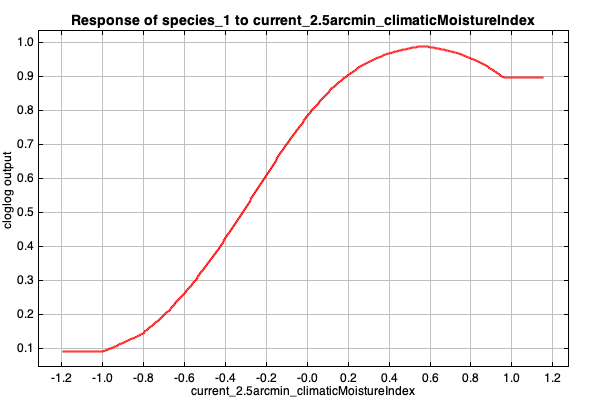 Response of species_1 to current_2.5arcmin_climaticMoistureIndex
1.0
0.9
0.8
0.7
0.6
0.5
0.4
0.3
0.2
0.1
cloglog output
-1.2 -1.0 -0.8 -0.6 -0.4 -0.2 -0.0 0.2 0.4 0.6 0.8 1.0 1.2
current_2.5arcmin_climaticMoistureIndex